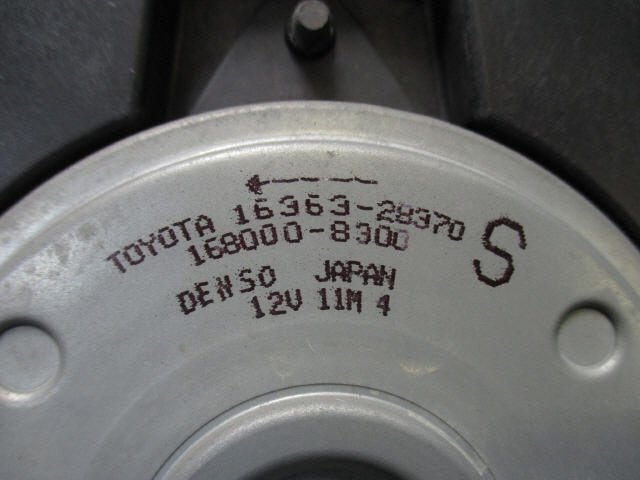 TOYOTA 16363-28370
168000-8300
S
DENSO JAPAN
12V 11M 4